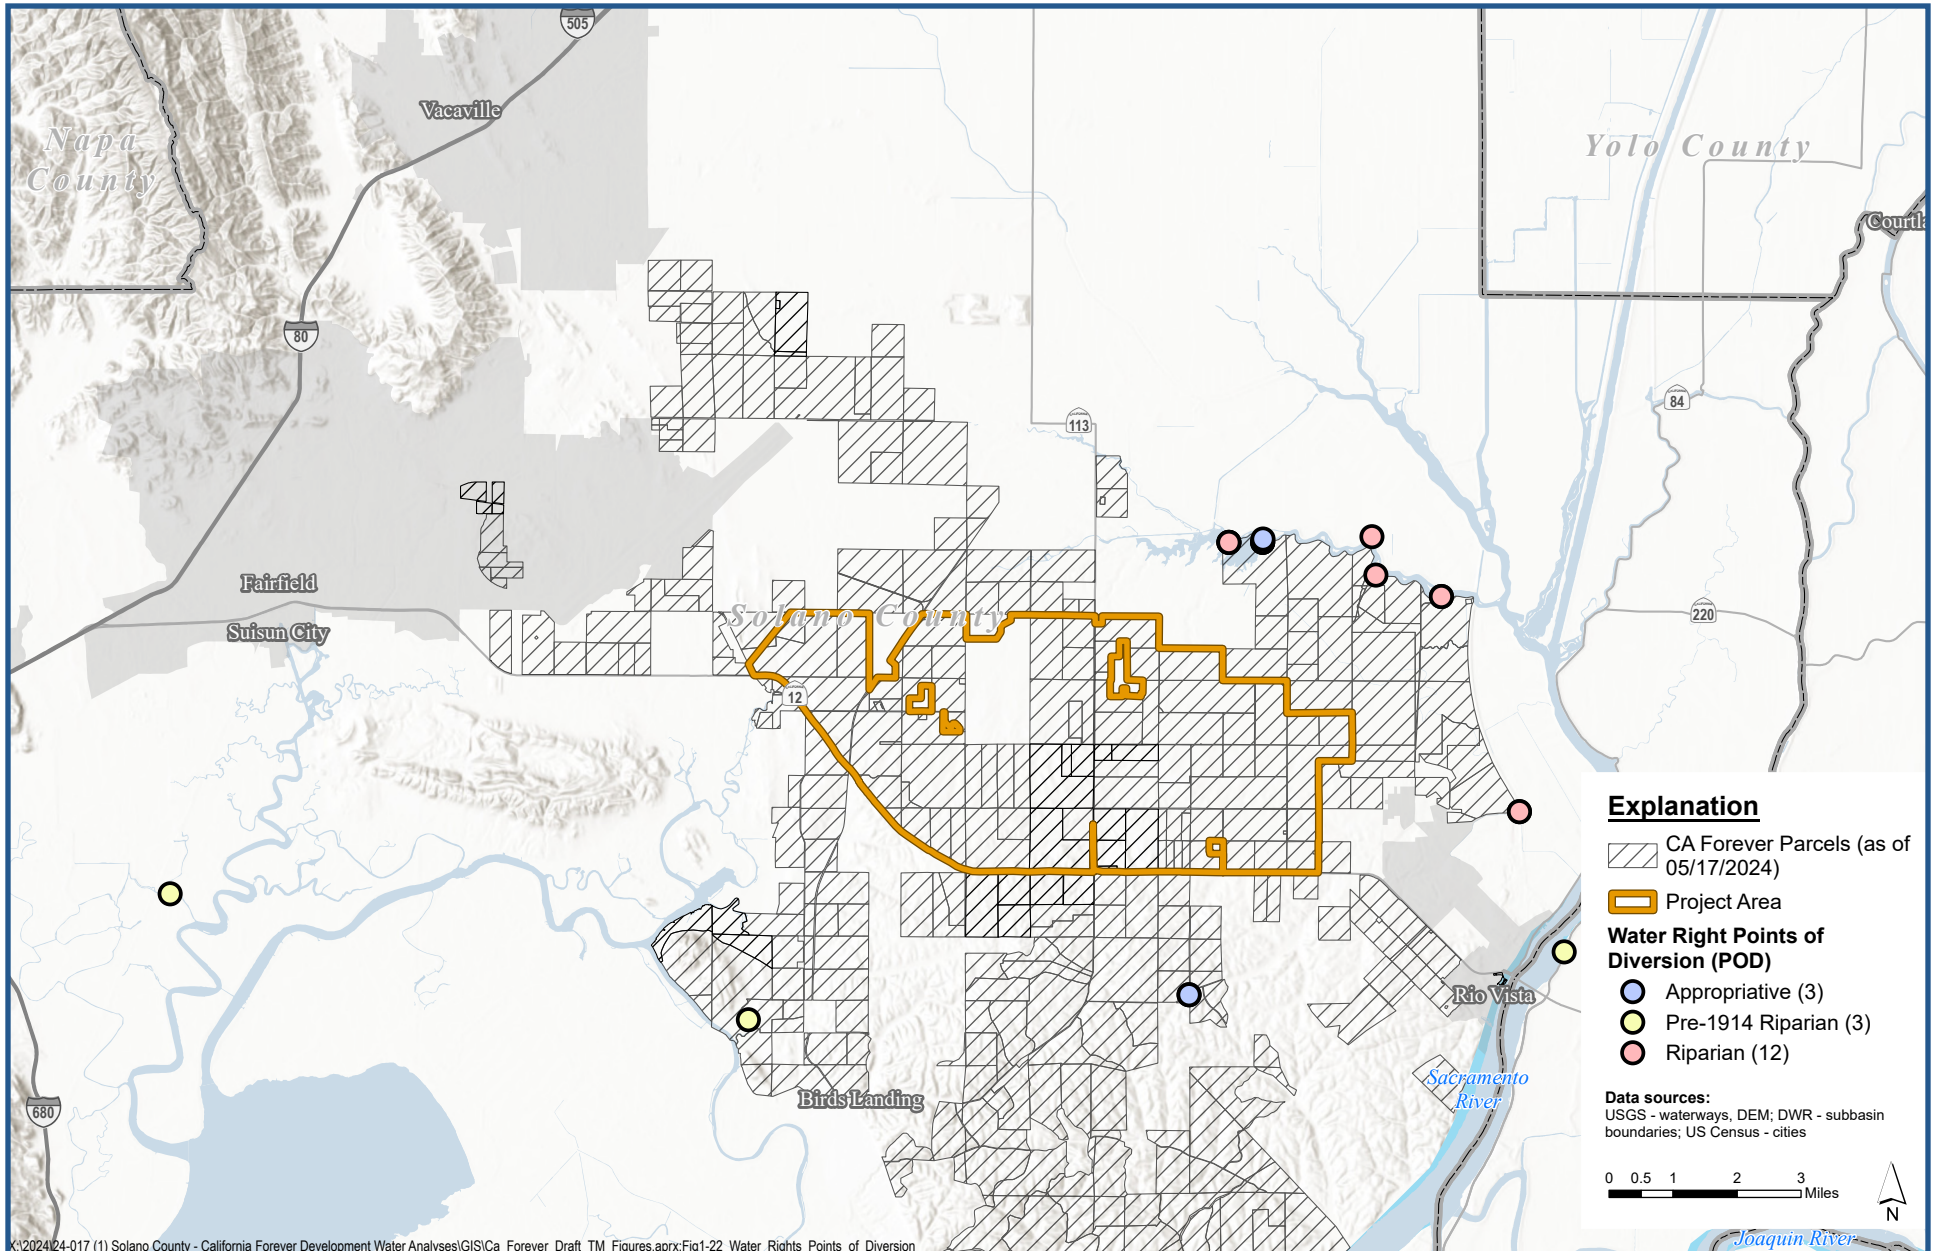 505
Vacaville
Napa
County
Yolo County
Courtla
80
84
113
220
Fairfield
Suisun City
Solano County
12
Explanation
CA Forever Parcels (as of
05/17/2024)
Project Area
Water Right Points of
Diversion (POD)
Appropriative (3)
Pre-1914 Riparian (3)
Riparian (12)
Rio Vista
Sacramento
River
Birds Landing
680
Data sources:
USGS - waterways, DEM; DWR - subbasin
boundaries; US Census - cities
0 0.5 1 2 3
Miles
N
Joaquin River
X:\2024\24-017 (1) Solano County - California Forever Development Water Analyses\GIS\Ca_Forever_Draft_TM_Figures.aprx:Fig1-22_Water_Rights_Points_of_Diversion